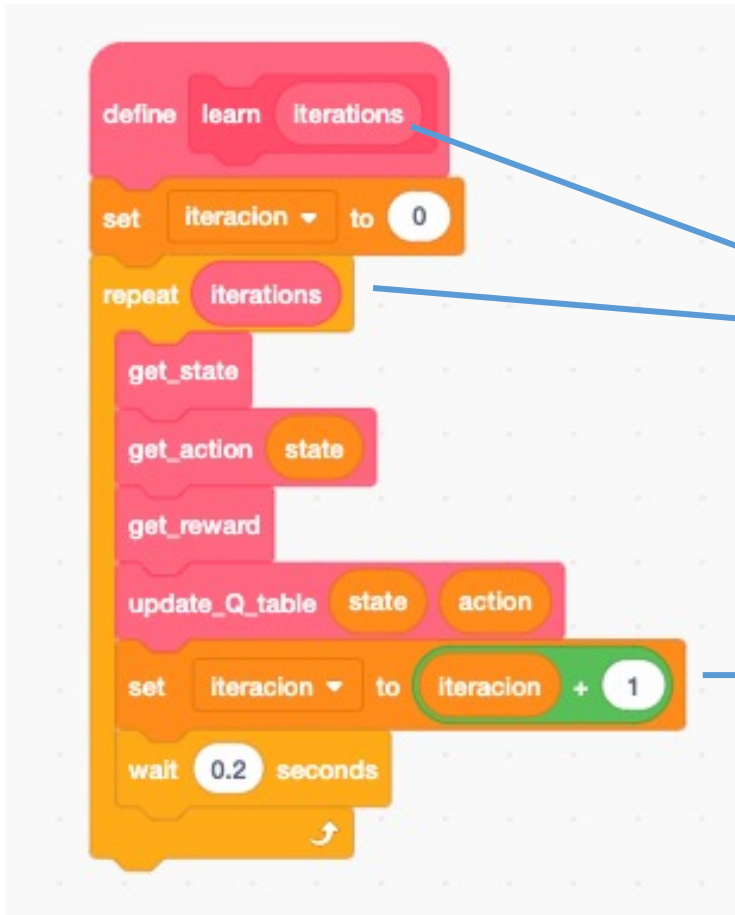 define learn iterations
set iteracion to 0
repeat iterations
get_state
get_action state
get_reward
update_Q_table state action
set iteracion to iteracion + 1
wait 0.2 seconds